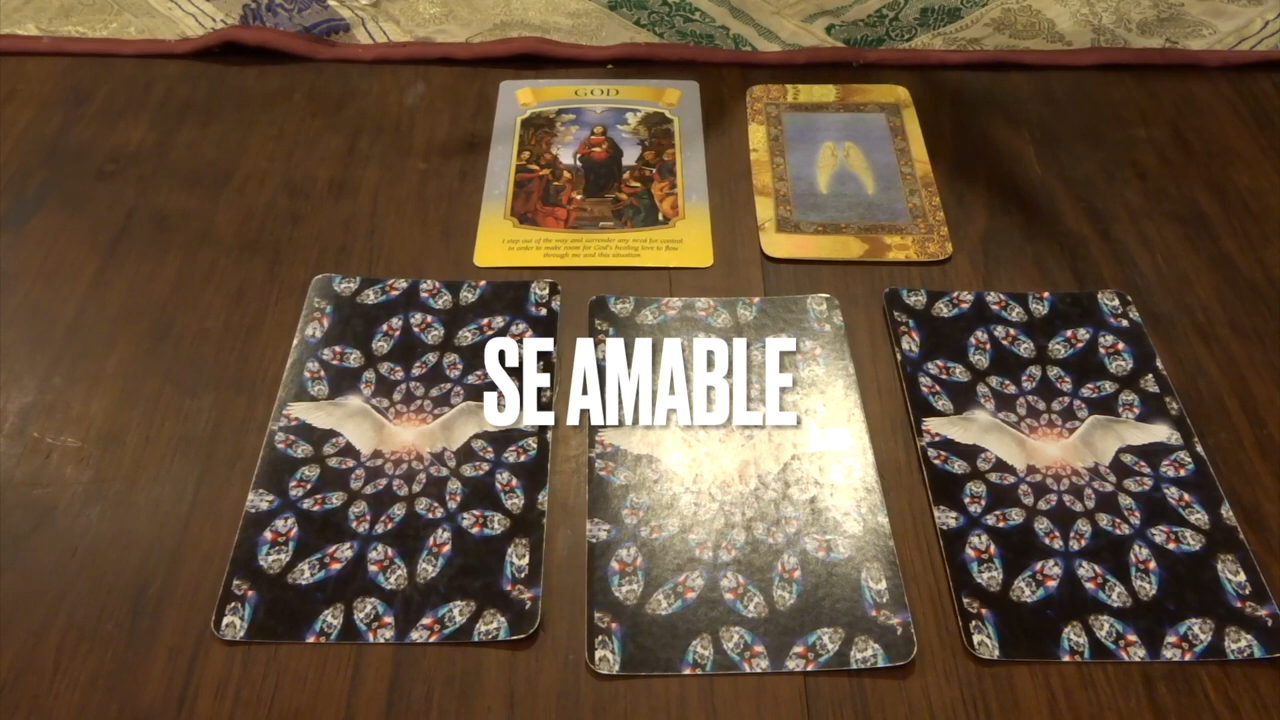 GOD
I step out of the way and surrender any need for control
in order to make room for God's healing love to flow
through me and this situation.
SE AMABLE